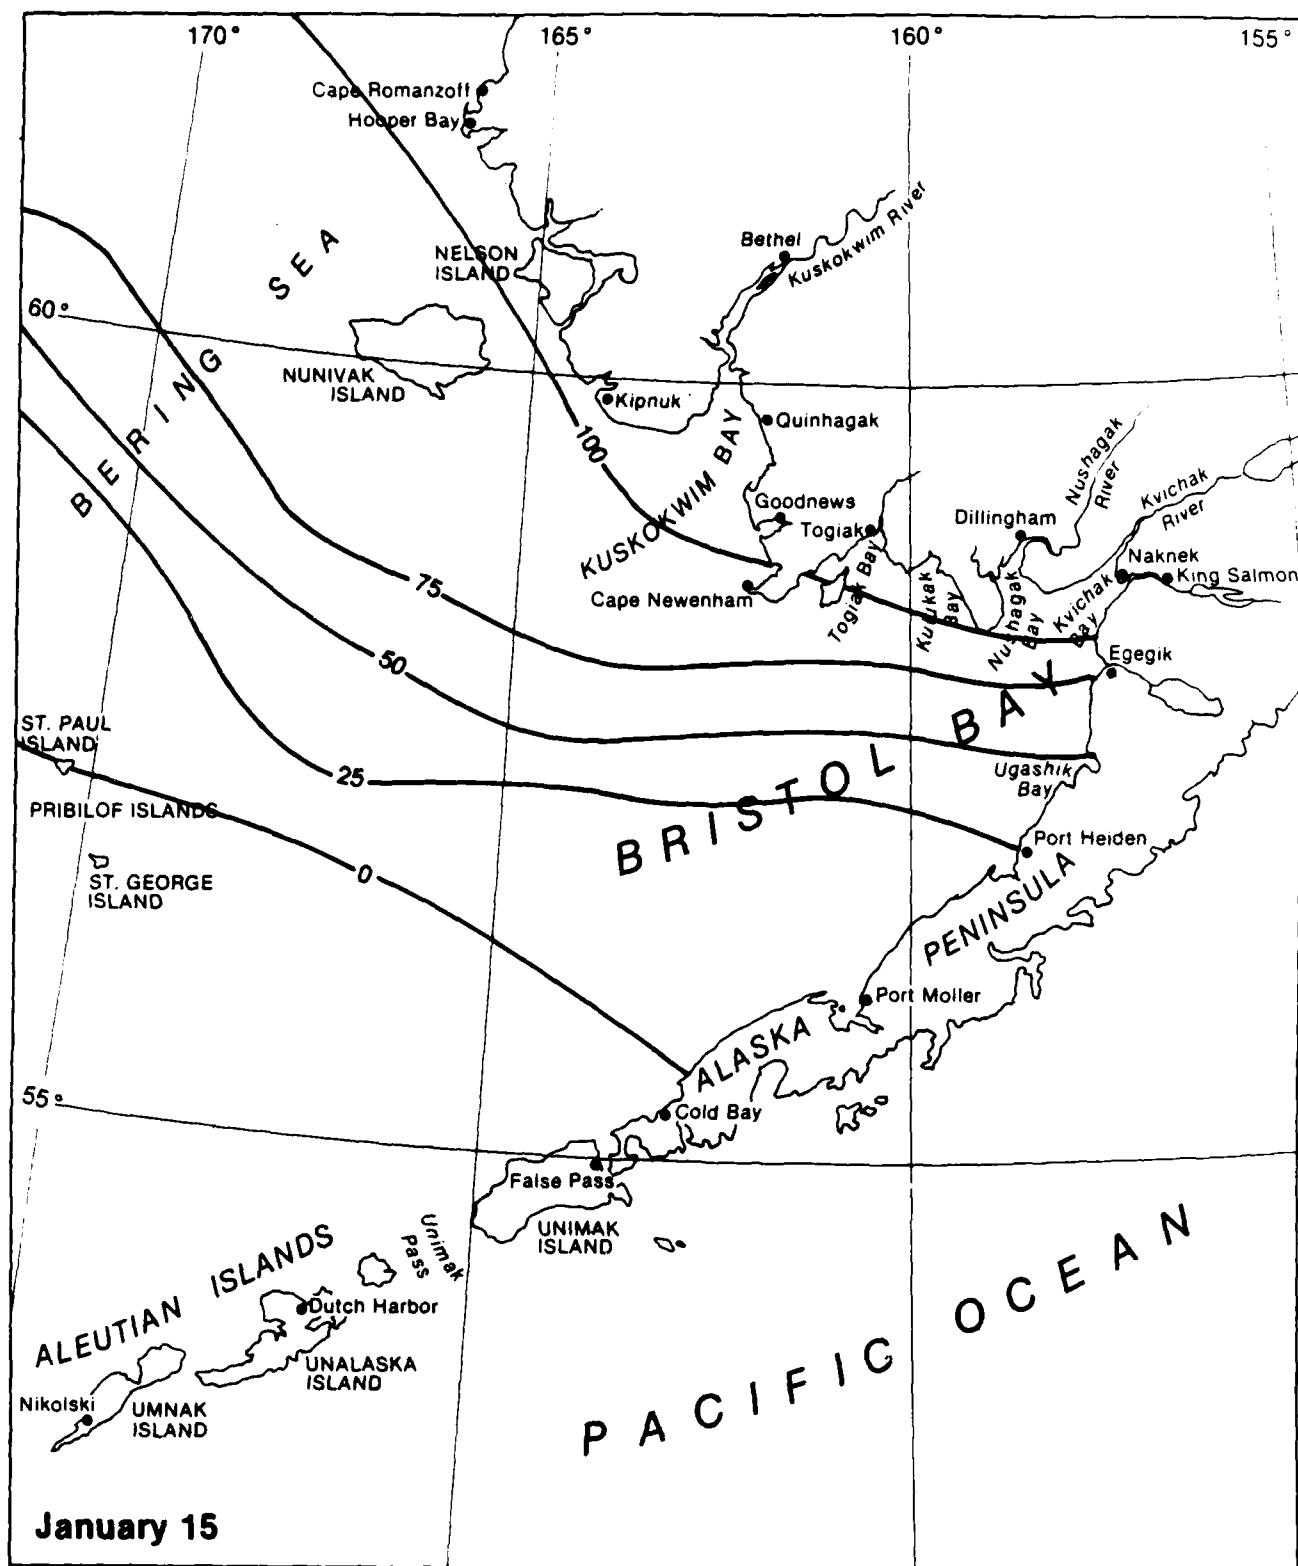 170°
165°
160°
155°
Cape Romanzoff
Hooper Bay
SEA
NELSON
ISLAND
Bethel
Kuskokwim River
60°
BERING
NUNIVAK
ISLAND
Kipnuk
100
Quinhagak
KUSKOKWIM BAY
Nushagak
River
Kvichak
River
Goodnews
Togiak
Dillingham
Naknek
King Salmon
75
Cape Newenham
Togiak Bay
Kulukak
Bay
Nushagak
Bay
Kvichak
Bay
50
Egegik
ST. PAUL
ISLAND
25
BRISTOL BAY
Ugashik
Bay
PRIBILOF ISLANDS
Port Heiden
0
ST. GEORGE
ISLAND
ALASKA PENINSULA
Port Moller
55°
Cold Bay
False Pass
UNIMAK
ISLAND
Unimak
Pass
ALEUTIAN ISLANDS
Dutch Harbor
UNALASKA
ISLAND
Nikolski
UMNAK
ISLAND
PACIFIC OCEAN
January 15